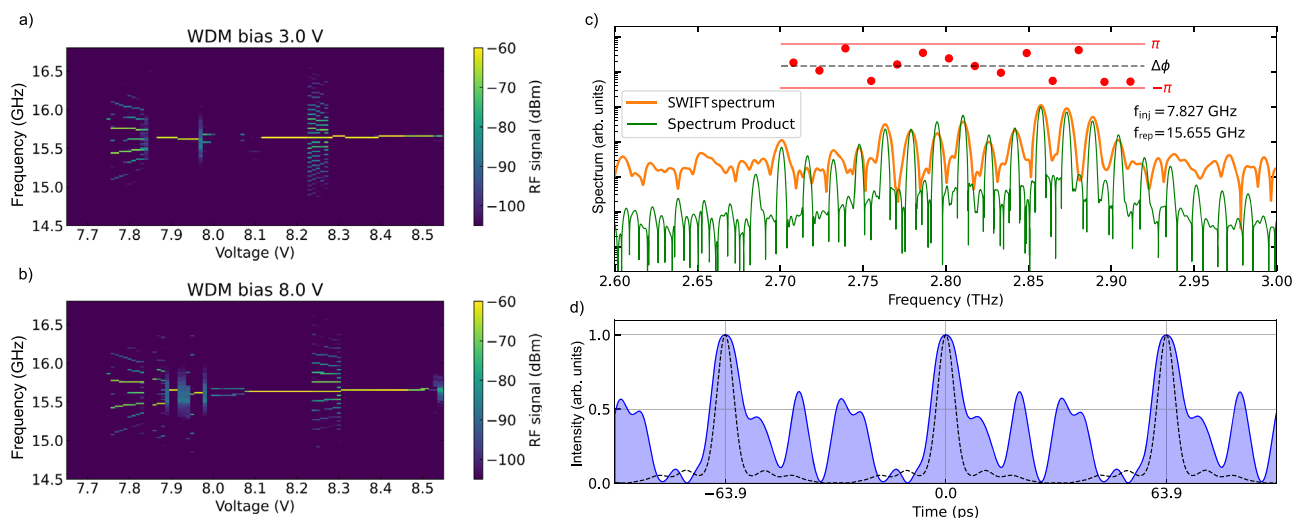 a)
WDM bias 3.0 V
Frequency (GHz)
16.5
16.0
15.5
15.0
14.5
7.7 7.8 7.9 8.0 8.1 8.2 8.3 8.4 8.5
Voltage (V)
−60
−70
−80
−90
−100
RF signal (dBm)
b)
WDM bias 8.0 V
Frequency (GHz)
16.5
16.0
15.5
15.0
14.5
7.7 7.8 7.9 8.0 8.1 8.2 8.3 8.4 8.5
Voltage (V)
−60
−70
−80
−90
−100
RF signal (dBm)
c)
π
Δϕ
−π
SWIFT spectrum
Spectrum Product
f_inj = 7.827 GHz
f_rep = 15.655 GHz
Spectrum (arb. units)
2.60 2.65 2.70 2.75 2.80 2.85 2.90 2.95 3.00
Frequency (THz)
d)
Intensity (arb. units)
1.0
0.5
0.0
−63.9 0.0 63.9
Time (ps)